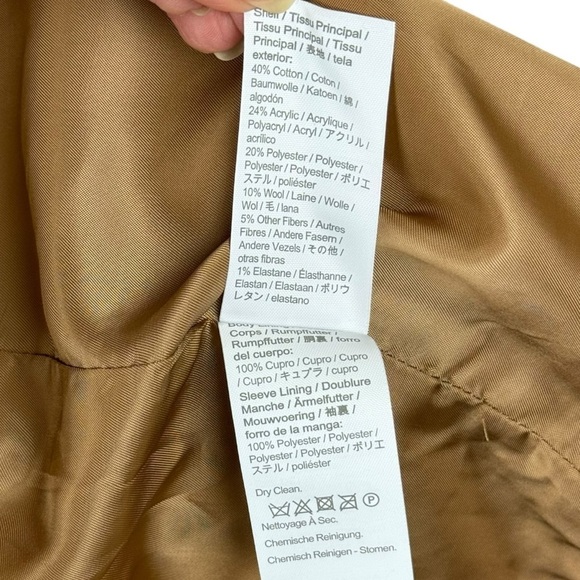 Shell / Tissu Principal /
Tissu Principal / Tissu
Principal / 表地 / tela
exterior:
40% Cotton / Coton /
Baumwolle / Katoen / 綿 /
algodón
24% Acrylic / Acrylique /
Polyacryl / Acryl / アクリル /
acrílico
20% Polyester / Polyester /
Polyester / Polyester / ポリエ
ステル / poliéster
10% Wool / Laine / Wolle /
Wol / 毛 / lana
5% Other Fibers / Autres
Fibres / Andere Fasern /
Andere Vezels / その他 /
otras fibras
1% Elastane / Élasthanne /
Elastan / Elastaan / ポリウ
レタン / elastano
Body Lining
Corps / Rumpffutter /
Rumpffutter / 胴裏 / forro
del cuerpo:
100% Cupro / Cupro / Cupro
/ Cupro / キュプラ / cupro
Sleeve Lining / Doublure
Manche / Ärmelfutter /
Mouwvoering / 袖裏 /
forro de la manga:
100% Polyester / Polyester /
Polyester / Polyester / ポリエ
ステル / poliéster
Dry Clean.
P
Nettoyage À Sec.
Chemische Reinigung.
Chemisch Reinigen - Stomen.